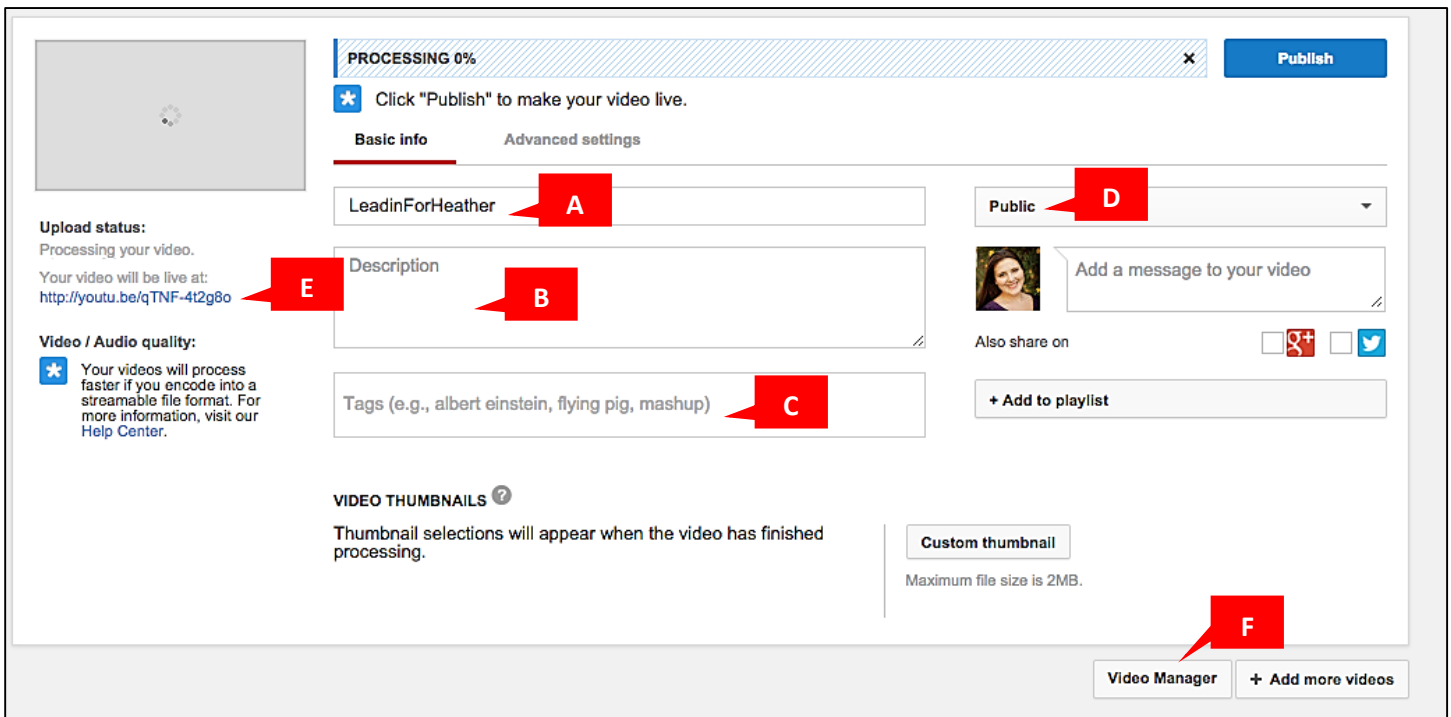 PROCESSING 0%
×
Publish
Click "Publish" to make your video live.
Basic info
Advanced settings
LeadinForHeather
A
Public
D
Upload status:
Processing your video.
Your video will be live at:
http://youtu.be/qTNF-4t2g8o
E
Description
B
Add a message to your video
Video / Audio quality:
Your videos will process
faster if you encode into a
streamable file format. For
more information, visit our
Help Center.
Also share on
g+
Tags (e.g., albert einstein, flying pig, mashup)
C
+ Add to playlist
VIDEO THUMBNAILS ?
Thumbnail selections will appear when the video has finished
processing.
Custom thumbnail
Maximum file size is 2MB.
F
Video Manager
+ Add more videos